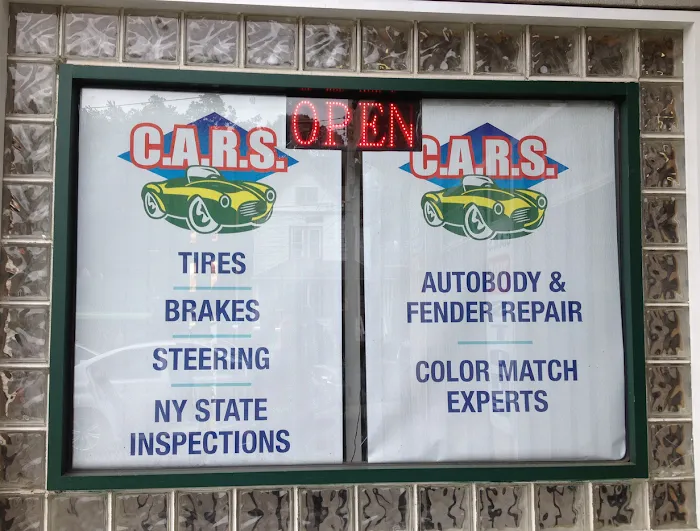 OPEN
C.A.R.S.
TIRES
BRAKES
STEERING
NY STATE
INSPECTIONS
C.A.R.S.
AUTOBODY &
FENDER REPAIR
COLOR MATCH
EXPERTS